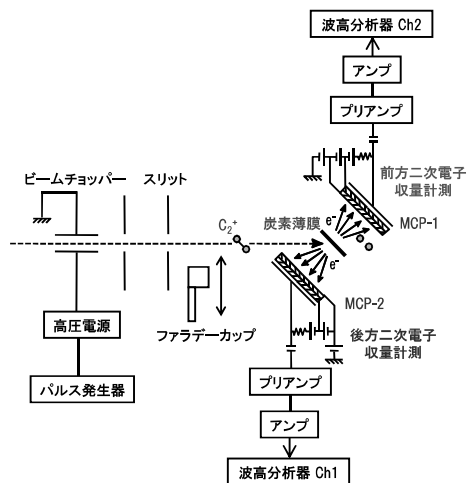 波高分析器 Ch2
アンプ
プリアンプ
ビームチョッパー
スリット
C₂⁺
炭素薄膜
e⁻
前方二次電子
収量計測
MCP-1
e⁻
MCP-2
ファラデーカップ
後方二次電子
収量計測
高圧電源
パルス発生器
プリアンプ
アンプ
波高分析器 Ch1